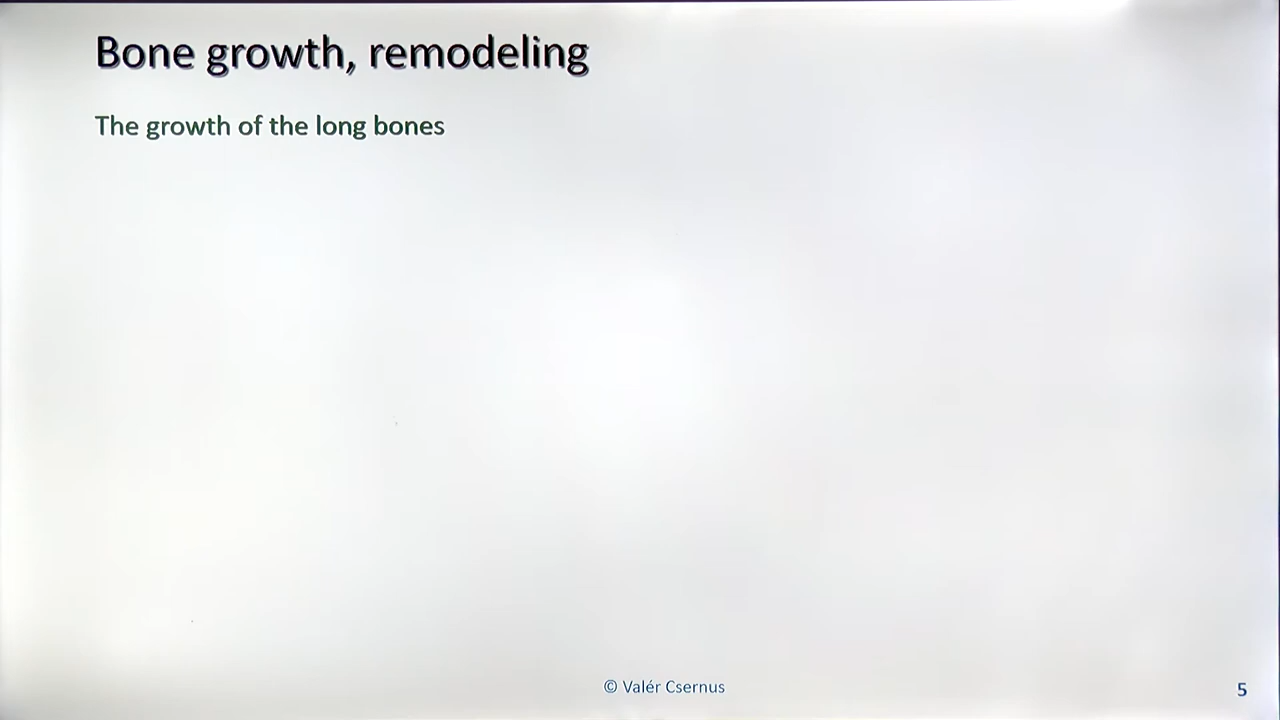 Bone growth, remodeling
The growth of the long bones
© Valér Csernus
5